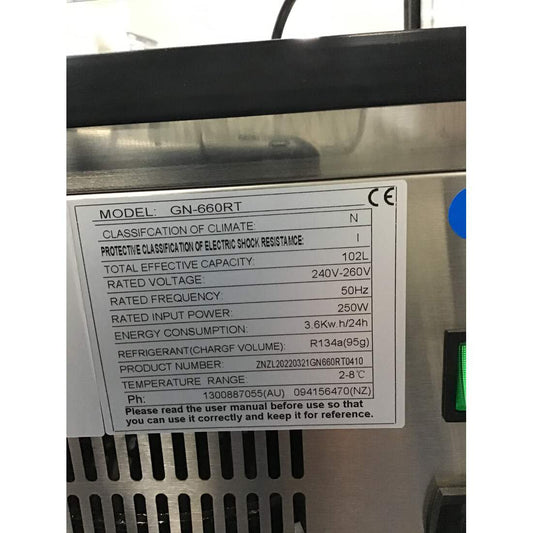 MODEL: GN-660RT CE
CLASSIFCATION OF CLIMATE: N
PROTECTIVE CLASSIFICATION OF ELECTRIC SHOCK RESISTAMCE: I
TOTAL EFFECTIVE CAPACITY: 102L
RATED VOLTAGE: 240V-260V
RATED FREQUENCY: 50Hz
RATED INPUT POWER: 250W
ENERGY CONSUMPTION: 3.6Kw.h/24h
REFRIGERANT(CHARGF VOLUME): R134a(95g)
PRODUCT NUMBER: ZNZL20220321GN660RT0410
TEMPERATURE RANGE: 2-8℃
Ph: 1300887055(AU) 094156470(NZ)
Please read the user manual before use so that
you can use it correctly and keep it for reference.